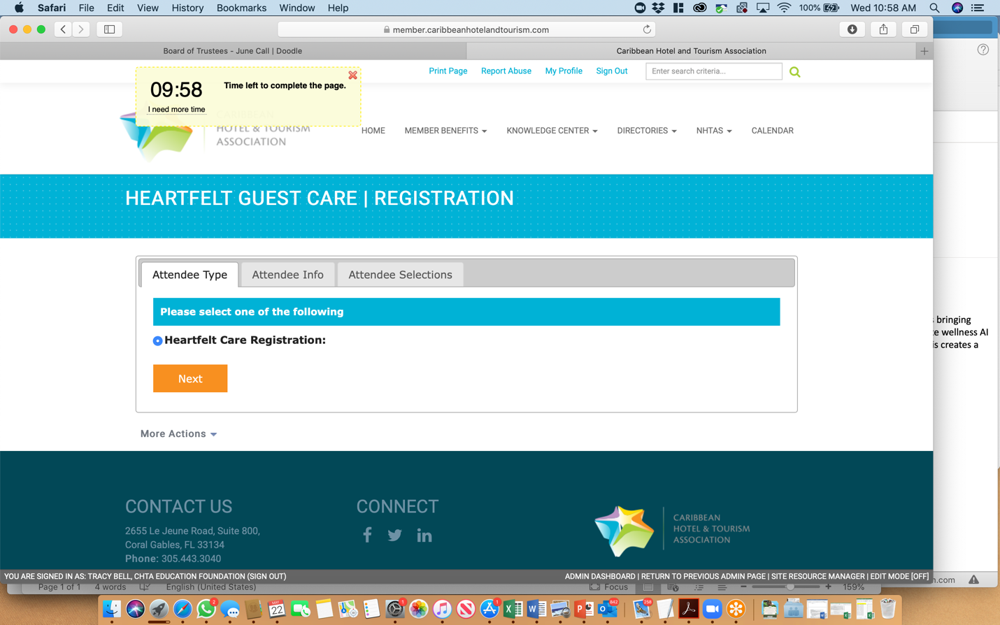 Safari File Edit View History Bookmarks Window Help 100% Wed 10:58 AM
member.caribbeanhotelandtourism.com
Board of Trustees - June Call | Doodle
Caribbean Hotel and Tourism Association
09:58
Time left to complete the page.
I need more time
Print Page Report Abuse My Profile Sign Out Enter search criteria...
CARIBBEAN
HOTEL & TOURISM
ASSOCIATION
HOME MEMBER BENEFITS KNOWLEDGE CENTER DIRECTORIES NHTAS CALENDAR
HEARTFELT GUEST CARE | REGISTRATION
Attendee Type Attendee Info Attendee Selections
Please select one of the following
Heartfelt Care Registration:
Next
More Actions
bringing
wellness AI
is creates a
CONTACT US
2655 Le Jeune Road, Suite 800,
Coral Gables, FL 33134
Phone: 305.443.3040
CONNECT
CARIBBEAN
HOTEL & TOURISM
ASSOCIATION
YOU ARE SIGNED IN AS: TRACY BELL, CHTA EDUCATION FOUNDATION (SIGN OUT)
ADMIN DASHBOARD | RETURN TO PREVIOUS ADMIN PAGE | SITE RESOURCE MANAGER | EDIT MODE [OFF]
Page 1 of 1 4 words English (United States) Focus 159%
n.com
2
MAY
22
1
1
842
258